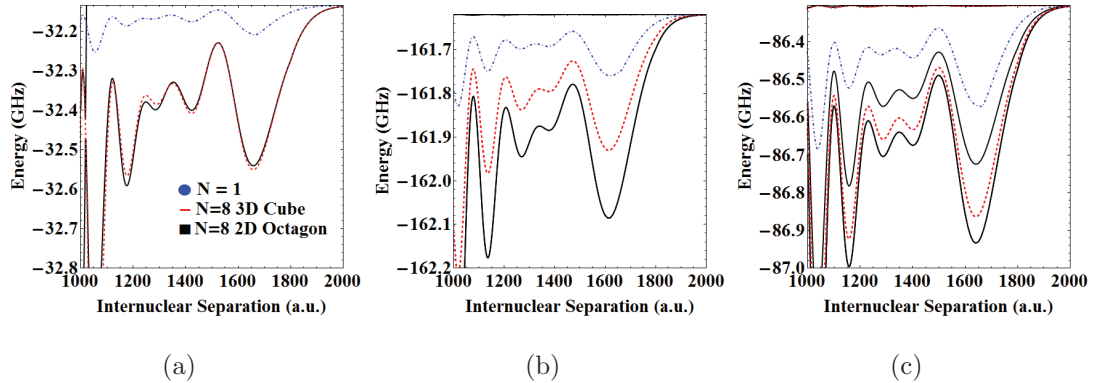 −32.2
−32.3
−32.4
−32.5
−32.6
−32.7
−32.8
Energy (GHz)
N = 1
N=8 3D Cube
N=8 2D Octagon
1000 1200 1400 1600 1800 2000
Internuclear Separation (a.u.)
(a)
−161.7
−161.8
−161.9
−162.0
−162.1
−162.2
Energy (GHz)
1000 1200 1400 1600 1800 2000
Internuclear Separation (a.u.)
(b)
−86.4
−86.5
−86.6
−86.7
−86.8
−86.9
−87.0
Energy (GHz)
1000 1200 1400 1600 1800 2000
Internuclear Separation (a.u.)
(c)